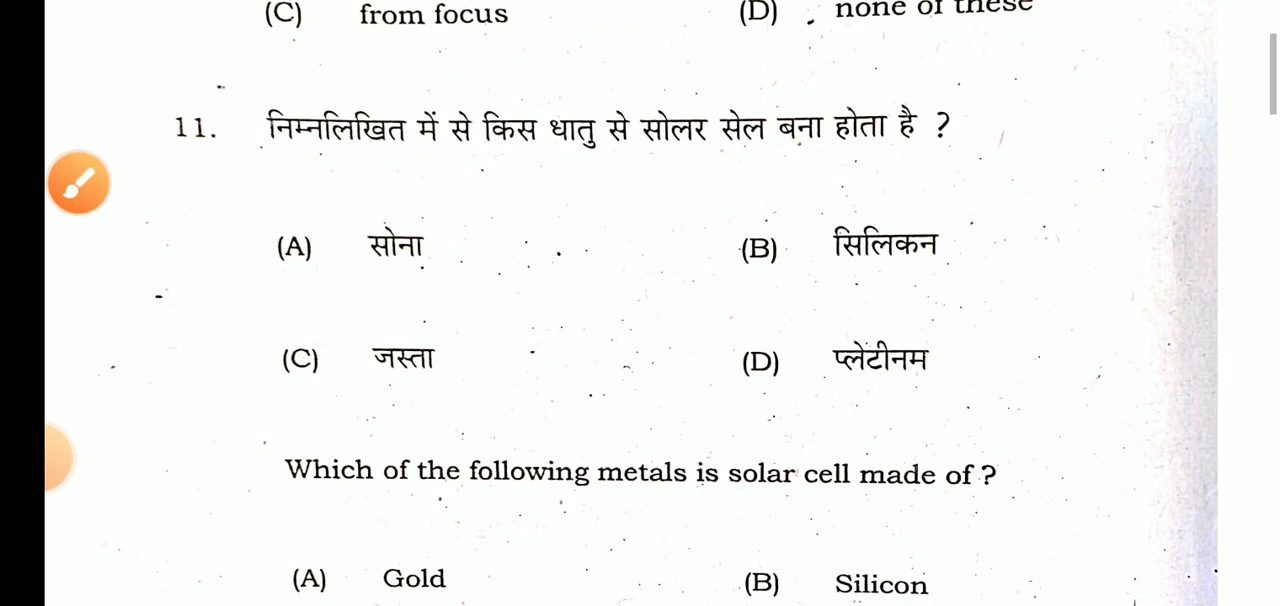 (C) from focus (D) none of these
11. निम्नलिखित में से किस धातु से सोलर सेल बना होता है ?
(A) सोना (B) सिलिकन
(C) जस्ता (D) प्लेटीनम
Which of the following metals is solar cell made of ?
(A) Gold (B) Silicon